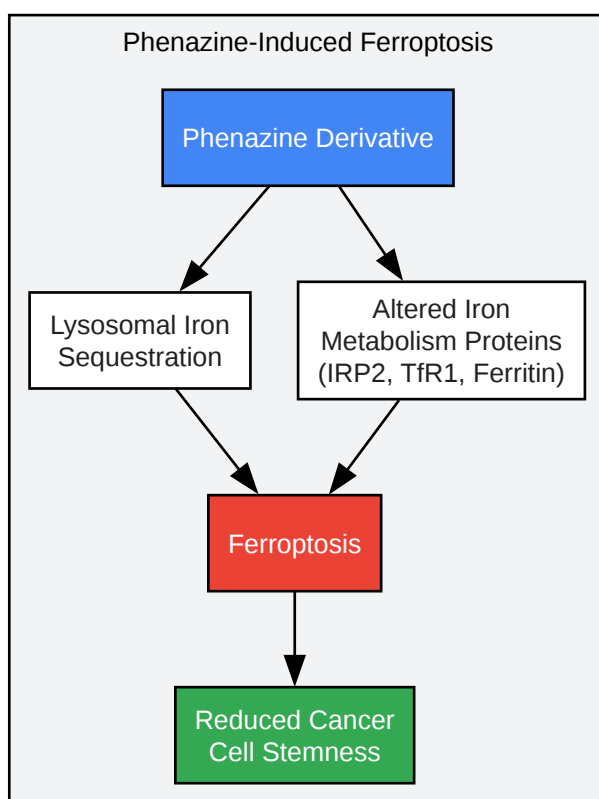 Phenazine-Induced Ferroptosis
Phenazine Derivative
Lysosomal Iron
Sequestration
Altered Iron
Metabolism Proteins
(IRP2, TfR1, Ferritin)
Ferroptosis
Reduced Cancer
Cell Stemness